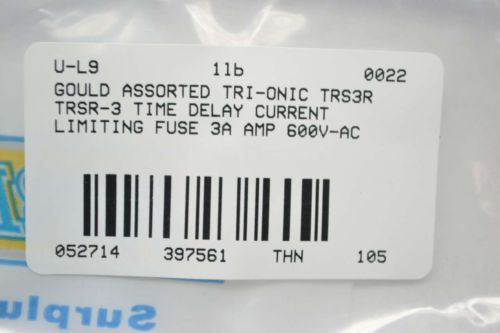 U-L9 1lb 0022
GOULD ASSORTED TRI-ONIC TRS3R
TRSR-3 TIME DELAY CURRENT
LIMITING FUSE 3A AMP 600V-AC
052714 397561 THN 105
Surplu